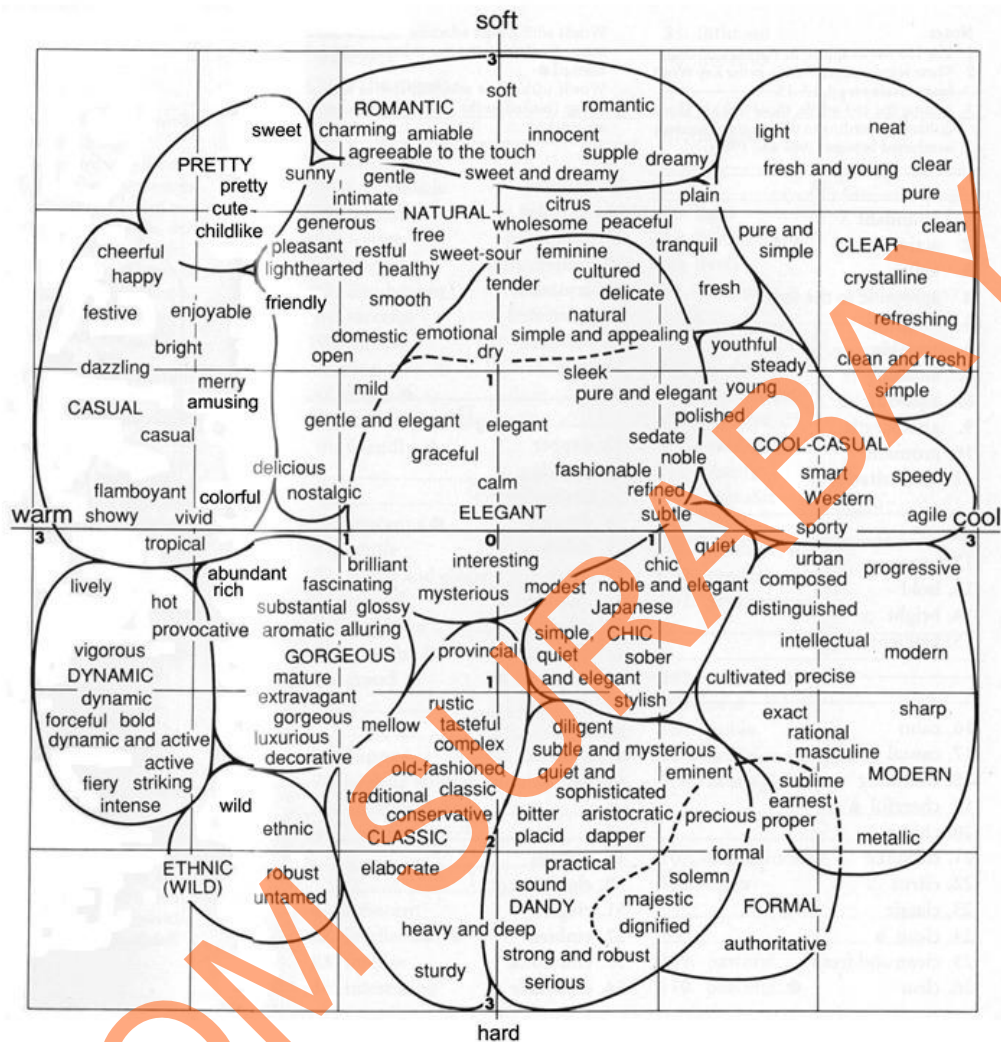 soft
3
soft
ROMANTIC
romantic
sweet
charming
amiable
innocent
light
neat
agreeable to the touch
supple
dreamy
PRETTY
sunny
gentle
sweet and dreamy
fresh and young
clear
pretty
intimate
plain
pure
cute
citrus
generous
NATURAL
wholesome
peaceful
clean
childlike
free
pure and
simple
cheerful
pleasant
restful
sweet-sour
feminine
tranquil
CLEAR
happy
lighthearted
healthy
tender
cultured
crystalline
friendly
smooth
delicate
fresh
festive
enjoyable
natural
refreshing
domestic
emotional
simple and appealing
youthful
bright
open
dry
steady
clean and fresh
dazzling
1
sleek
merry
mild
pure and elegant
young
simple
amusing
CASUAL
gentle and elegant
elegant
polished
casual
sedate
COOL-CASUAL
graceful
noble
delicious
fashionable
smart
speedy
flamboyant
colorful
nostalgic
calm
refined
Western
warm
showy
vivid
ELEGANT
subtle
sporty
agile
cool
3
1
0
1
3
tropical
quiet
brilliant
interesting
chic
urban
progressive
lively
abundant
fascinating
modest
noble and elegant
composed
rich
mysterious
hot
substantial
glossy
Japanese
distinguished
provocative
aromatic
alluring
simple,
quiet
and elegant
CHIC
intellectual
vigorous
GORGEOUS
provincial
sober
modern
DYNAMIC
mature
1
cultivated
precise
dynamic
extravagant
rustic
stylish
sharp
forceful
bold
gorgeous
mellow
tasteful
diligent
exact
dynamic and active
luxurious
complex
subtle and mysterious
rational
active
decorative
masculine
fiery
striking
old-fashioned
quiet and
sophisticated
eminent
sublime
MODERN
intense
wild
traditional
classic
earnest
conservative
bitter
aristocratic
precious
proper
ethnic
CLASSIC
placid
dapper
metallic
2
formal
ETHNIC
(WILD)
robust
elaborate
practical
solemn
untamed
sound
majestic
FORMAL
DANDY
heavy and deep
dignified
authoritative
strong and robust
sturdy
serious
3
hard
OM SURABAY